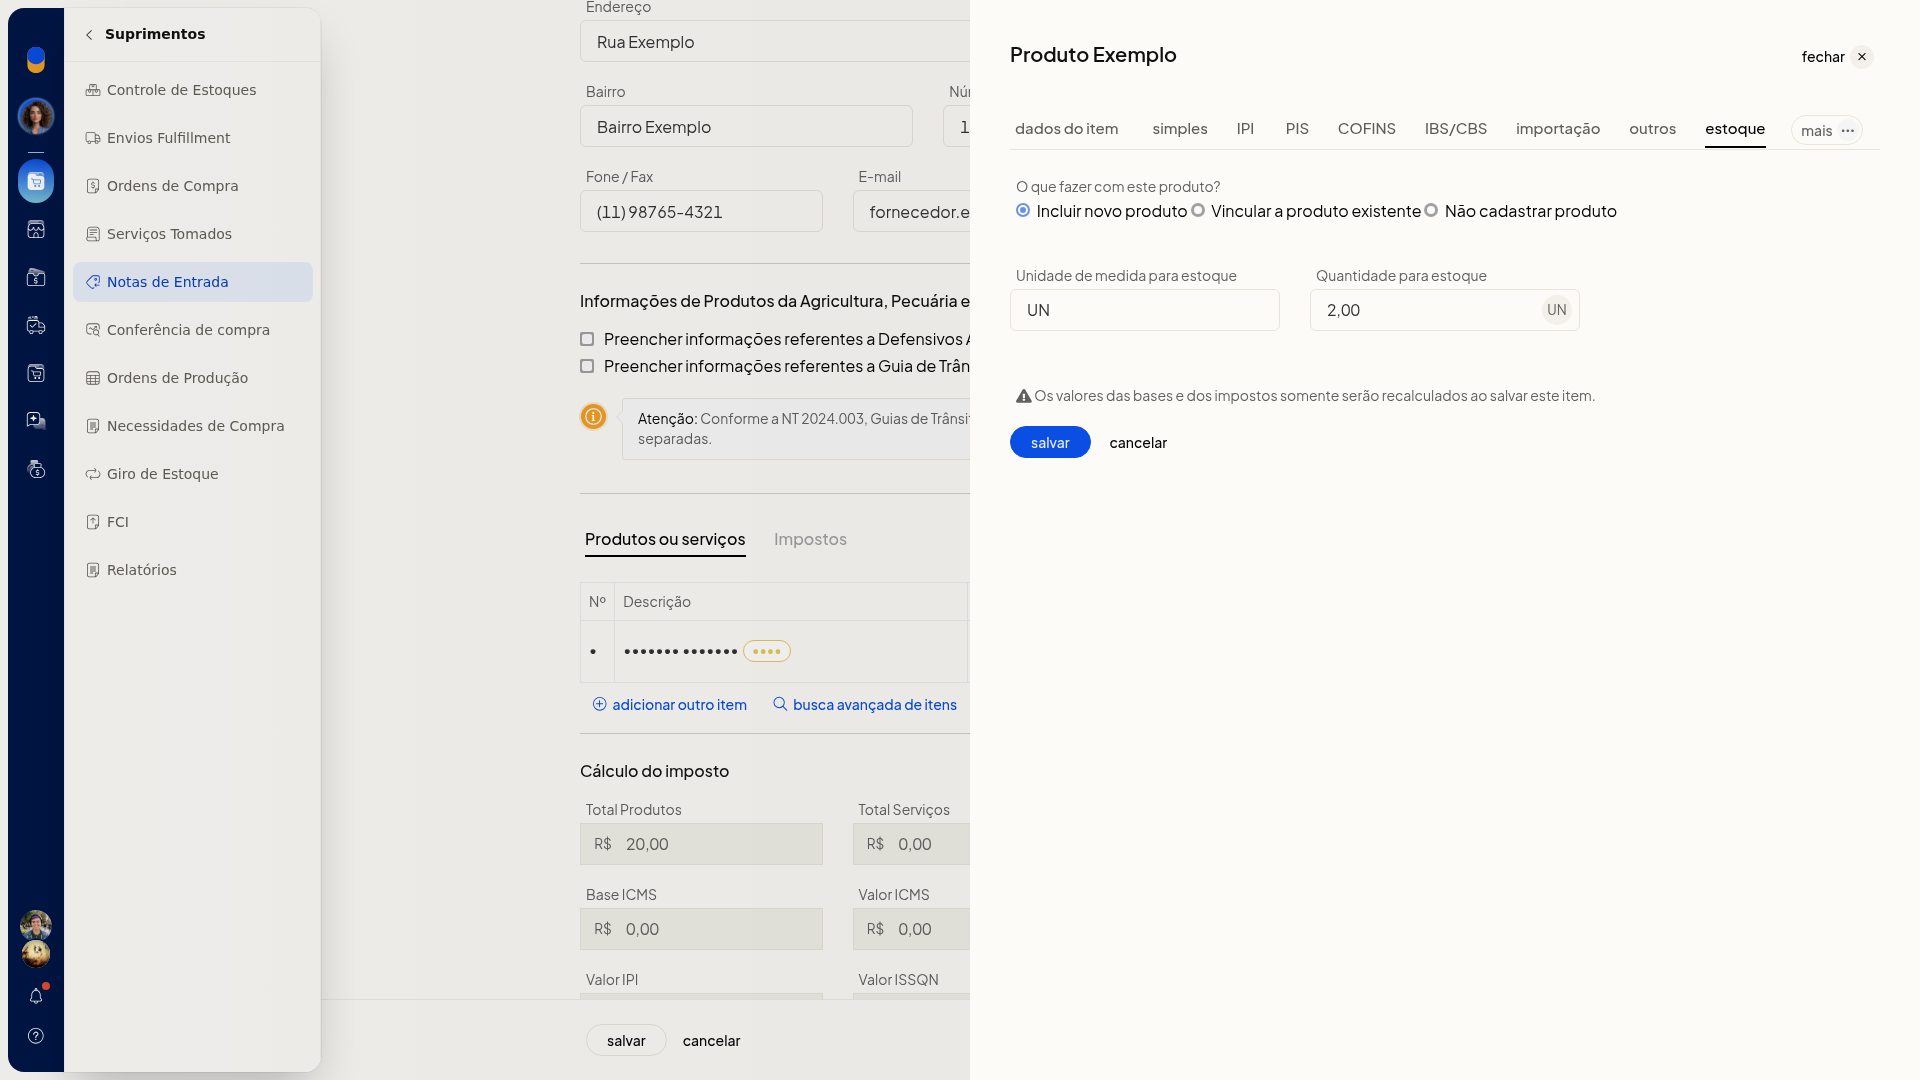 Suprimentos
Controle de Estoques
Envios Fulfillment
Ordens de Compra
Serviços Tomados
Notas de Entrada
Conferência de compra
Ordens de Produção
Necessidades de Compra
Giro de Estoque
FCI
Relatórios
Endereço
Rua Exemplo
Bairro
Bairro Exemplo
1
Fone / Fax
E-mail
(11) 98765-4321
Informações de Produtos da Agricultura, Pecuária e
Preencher informações referentes a Defensivos
Preencher informações referentes a Guia de
Atenção: Conforme a NT 2024.003, Guias de
separadas.
Produtos ou serviços Impostos
Nº Descrição
• ••••••• ••••••• ••••
adicionar outro item busca avançada de itens
Cálculo do imposto
Total Produtos Total Serviços
R$ 20,00 R$ 0,00
Base ICMS Valor ICMS
R$ 0,00 R$ 0,00
Valor IPI Valor ISSQN
salvar cancelar
Produto Exemplo
fechar ×
dados do item simples IPI PIS COFINS IBS/CBS importação outros estoque mais ···
O que fazer com este produto?
Incluir novo produto Vincular a produto existente Não cadastrar produto
Unidade de medida para estoque Quantidade para estoque
UN 2,00 UN
Os valores das bases e dos impostos somente serão recalculados ao salvar este item.
salvar cancelar